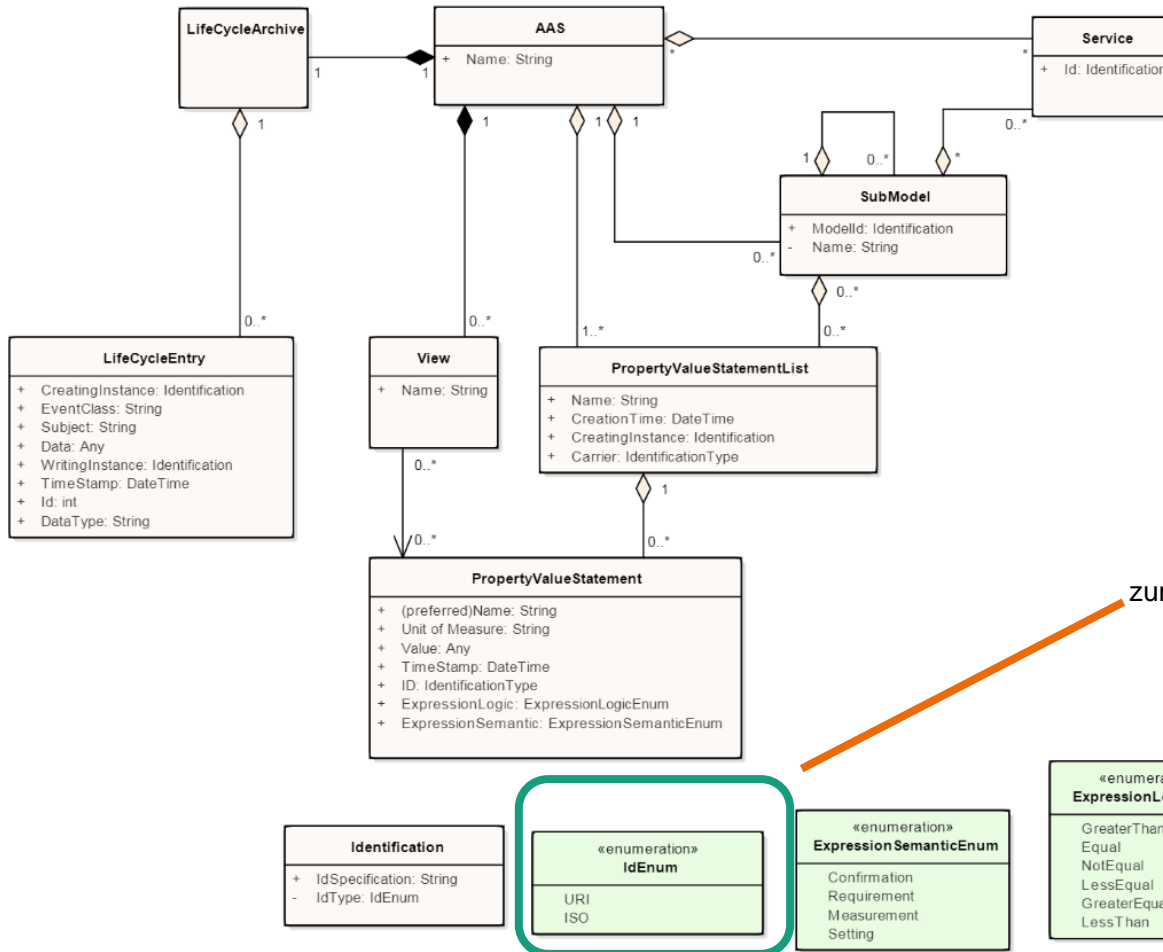 LifeCycleArchive
AAS
+ Name: String
Service
+ Id: Identification
1
1
*
*
1
1
1
1
0..*
*
1
0..*
SubModel
+ ModelId: Identification
- Name: String
0..*
0..*
0..*
0..*
1..*
0..*
LifeCycleEntry
+ CreatingInstance: Identification
+ EventClass: String
+ Subject: String
+ Data: Any
+ WritingInstance: Identification
+ TimeStamp: DateTime
+ Id: int
+ DataType: String
View
+ Name: String
PropertyValueStatementList
+ Name: String
+ CreationTime: DateTime
+ CreatingInstance: Identification
+ Carrier: IdentificationType
0..*
1
0..*
0..*
PropertyValueStatement
+ (preferred)Name: String
+ Unit of Measure: String
+ Value: Any
+ TimeStamp: DateTime
+ ID: IdentificationType
+ ExpressionLogic: ExpressionLogicEnum
+ ExpressionSemantic: ExpressionSemanticEnum
Identification
+ IdSpecification: String
- IdType: IdEnum
«enumeration»
IdEnum
URI
ISO
«enumeration»
ExpressionSemanticEnum
Confirmation
Requirement
Measurement
Setting
GreaterThan
Equal
NotEqual
LessEqual
LessThan